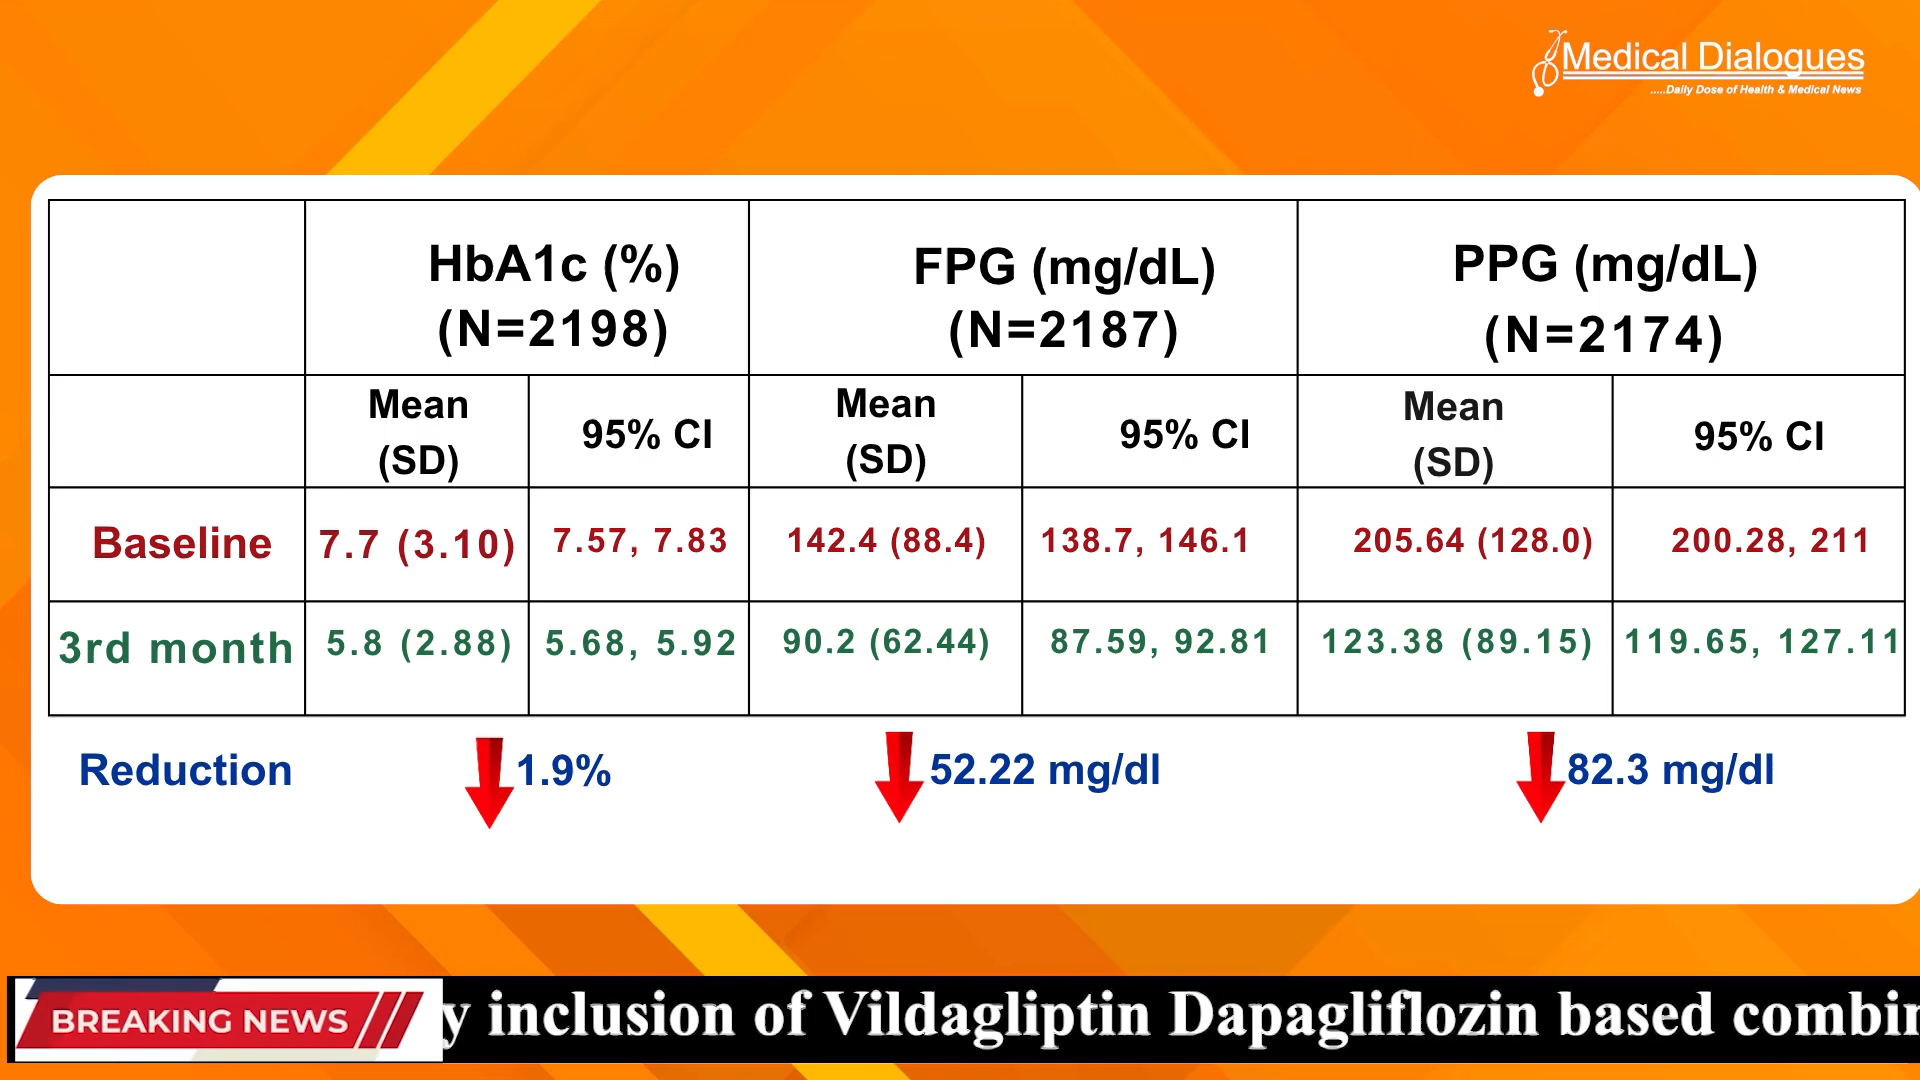 Medical Dialogues
.....Daily Dose of Health & Medical News
HbA1c (%) FPG (mg/dL) PPG (mg/dL)
(N=2198) (N=2187) (N=2174)
Mean (SD) 95% CI Mean (SD) 95% CI Mean (SD) 95% CI
Baseline 7.7 (3.10) 7.57, 7.83 142.4 (88.4) 138.7, 146.1 205.64 (128.0) 200.28, 211
3rd month 5.8 (2.88) 5.68, 5.92 90.2 (62.44) 87.59, 92.81 123.38 (89.15) 119.65, 127.11
Reduction 1.9% 52.22 mg/dl 82.3 mg/dl
BREAKING NEWS y inclusion of Vildagliptin Dapagliflozin based combin